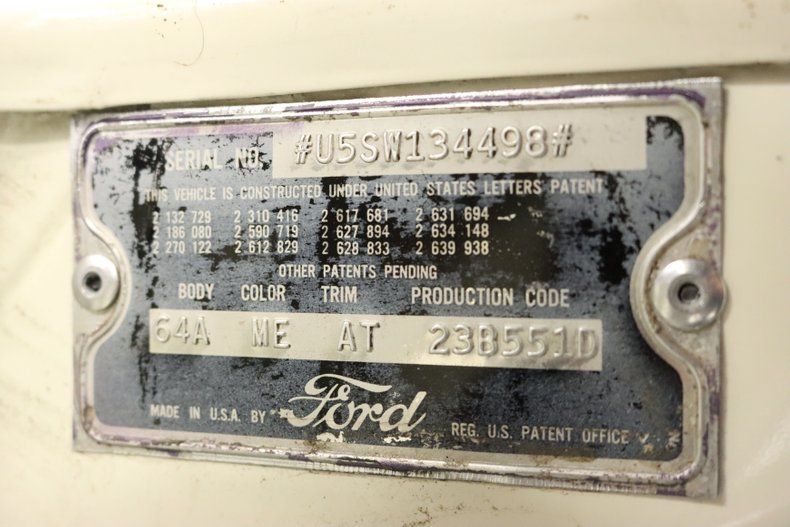 SERIAL NO. #U5SW134498#
THIS VEHICLE IS CONSTRUCTED UNDER UNITED STATES LETTERS PATENT
2 132 729 2 310 416 2 617 681 2 631 694
2 186 080 2 590 719 2 627 894 2 634 148
2 270 122 2 612 829 2 628 833 2 639 938
OTHER PATENTS PENDING
BODY COLOR TRIM PRODUCTION CODE
64A ME AT 23B551D
MADE IN U.S.A. BY Ford REG. U.S. PATENT OFFICE